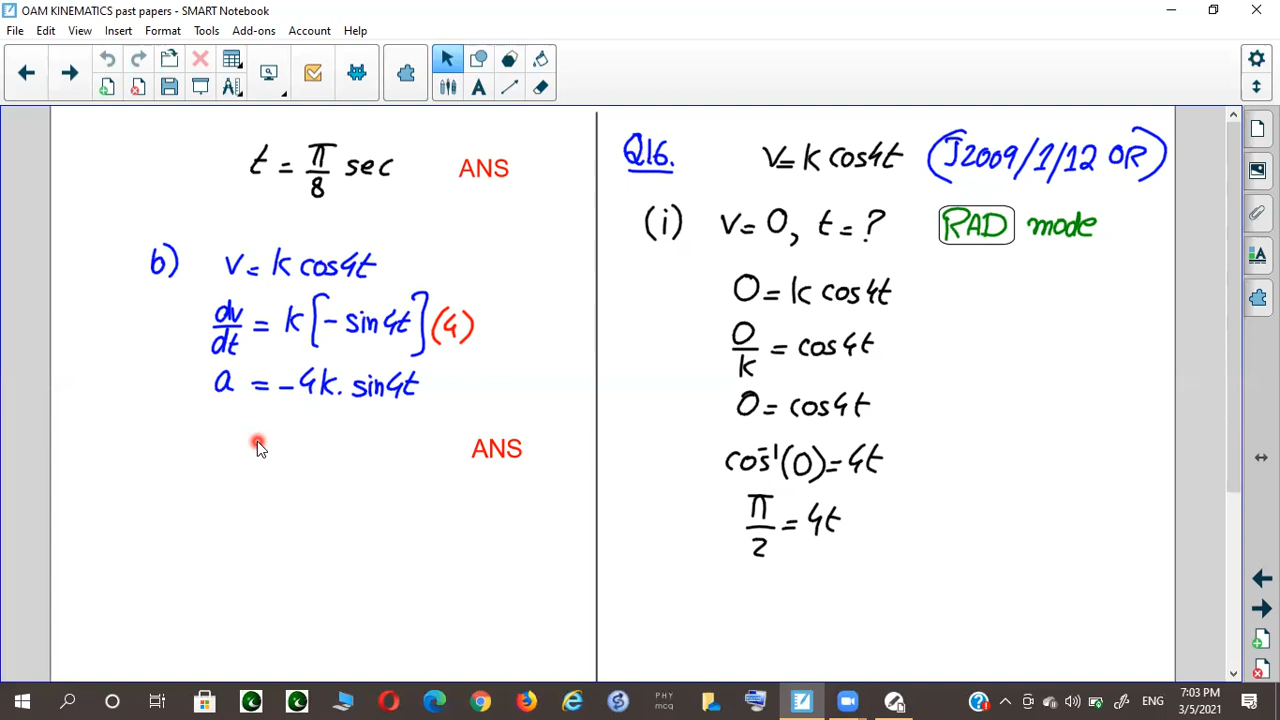 OAM KINEMATICS past papers - SMART Notebook
File Edit View Insert Format Tools Add-ons Account Help
t = π/8 sec ANS
b) v = k cos4t
dv/dt = k[- sin4t](4)
a = -4k. sin4t
ANS
Q16. v = k cos4t (J2009/1/12 OR)
(i) v = 0, t = ? RAD mode
0 = k cos4t
0/k = cos4t
0 = cos4t
cos⁻¹(0) = 4t
π/2 = 4t
PHY
mcq
ENG
7:03 PM
3/5/2021